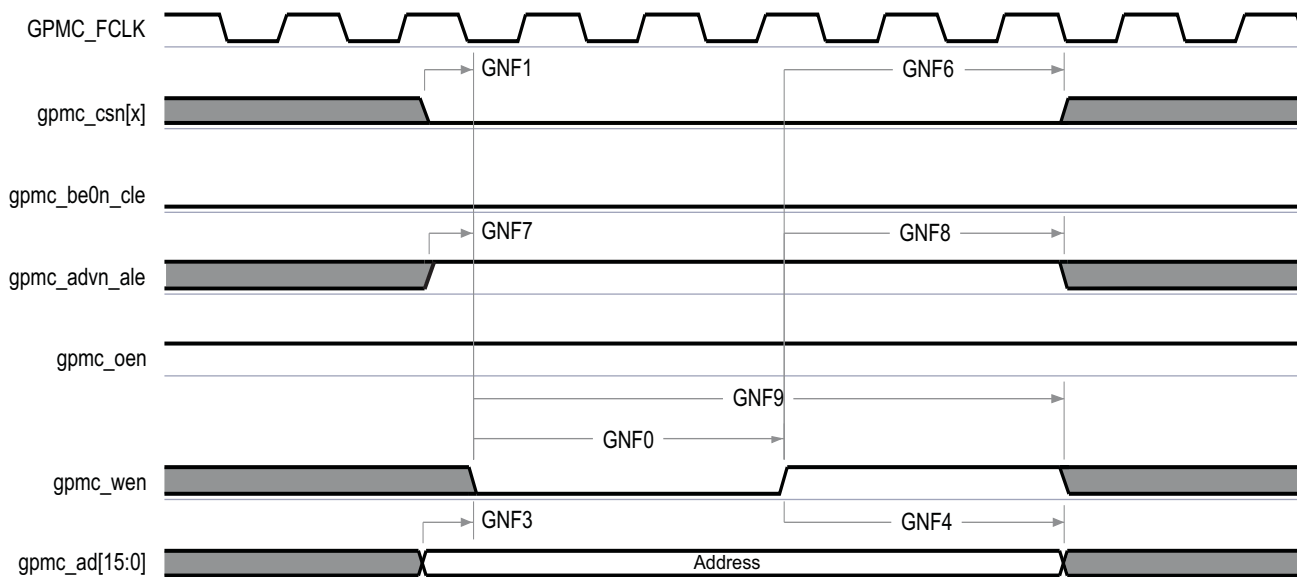 GPMC_FCLK
GNF1
GNF6
gpmc_csn[x]
gpmc_be0n_cle
GNF7
GNF8
gpmc_advn_ale
gpmc_oen
GNF9
GNF0
gpmc_wen
GNF3
GNF4
gpmc_ad[15:0]
Address